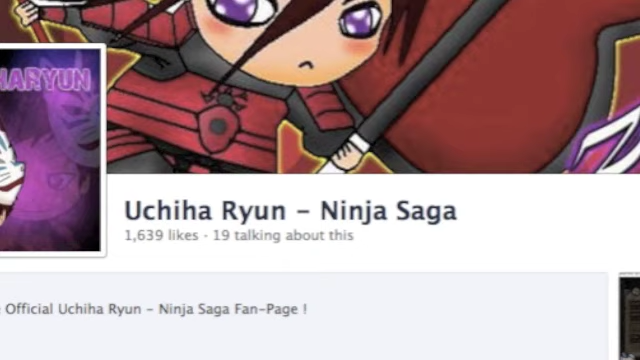 HARYUN
Uchiha Ryun – Ninja Saga
1,639 likes · 19 talking about this
Official Uchiha Ryun – Ninja Saga Fan-Page !